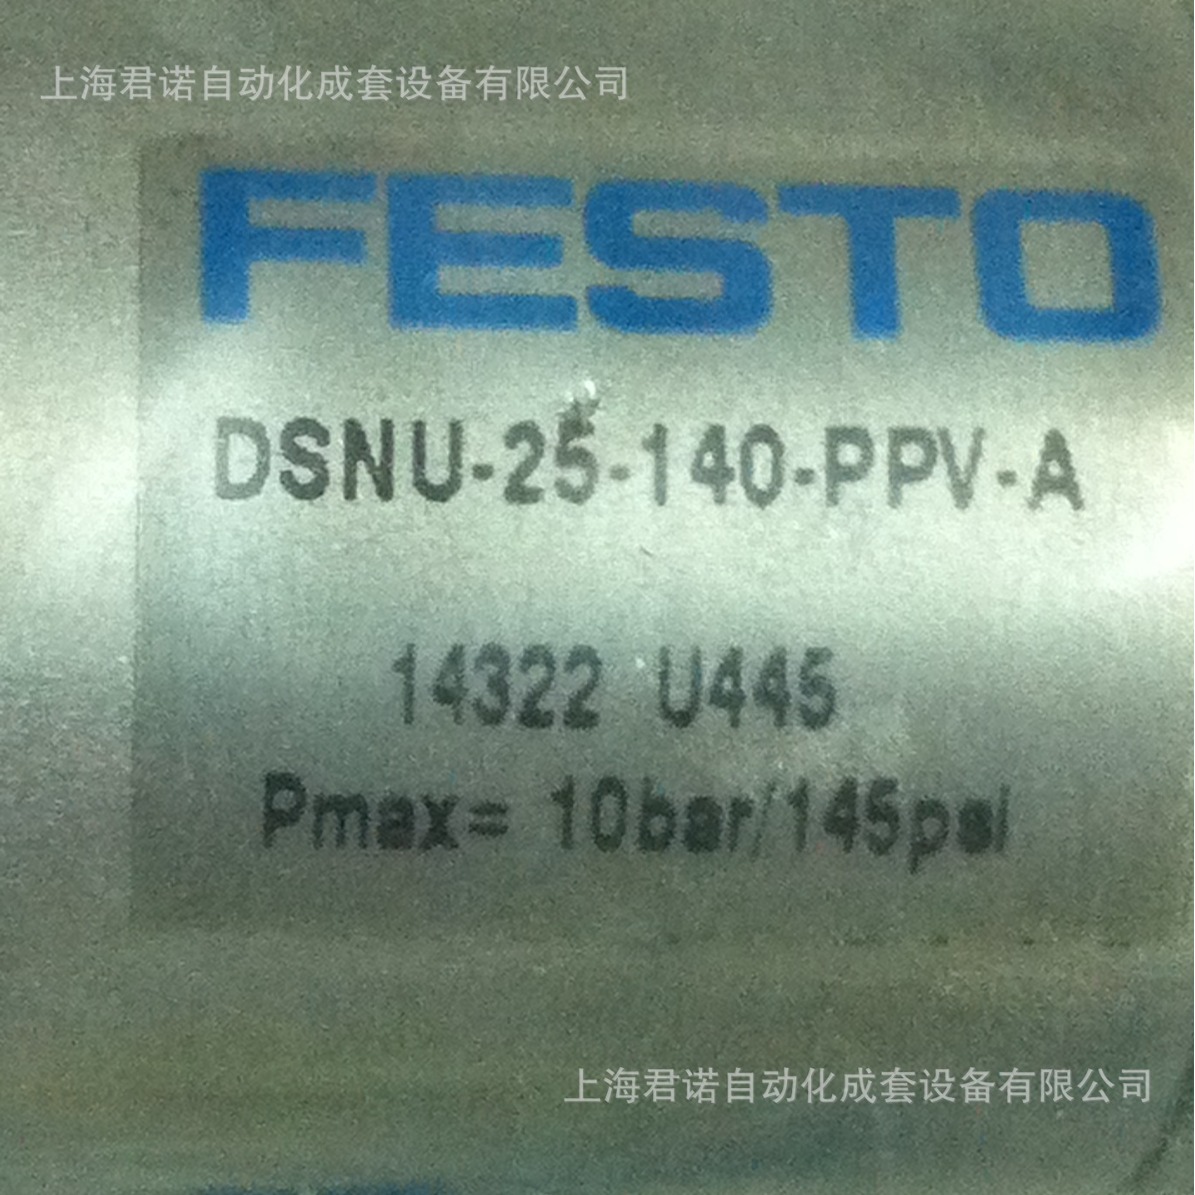 上海君诺自动化成套设备有限公司
FESTO
DSNU-25-140-PPV-A
14322 U445
Pmax= 10bar/145psi
上海君诺自动化成套设备有限公司